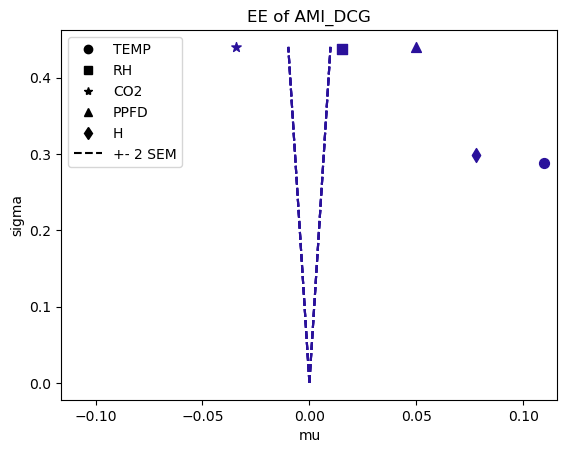 EE of AMI_DCG
TEMP
RH
CO2
PPFD
H
+- 2 SEM
sigma
0.4
0.3
0.2
0.1
0.0
−0.10
−0.05
0.00
0.05
0.10
mu